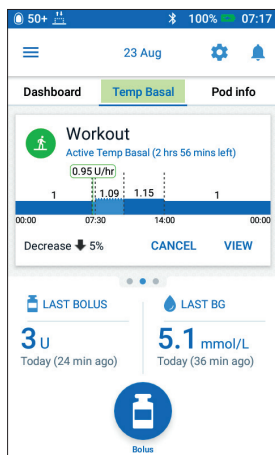 50+ 100% 07:17
23 Aug
Dashboard Temp Basal Pod info
Workout
Active Temp Basal (2 hrs 56 mins left)
0.95 U/hr
1 1.09 1.15 1
00:00 07:30 14:00 00:00
Decrease 5% CANCEL VIEW
LAST BOLUS LAST BG
3 U 5.1 mmol/L
Today (24 min ago) Today (36 min ago)
Bolus